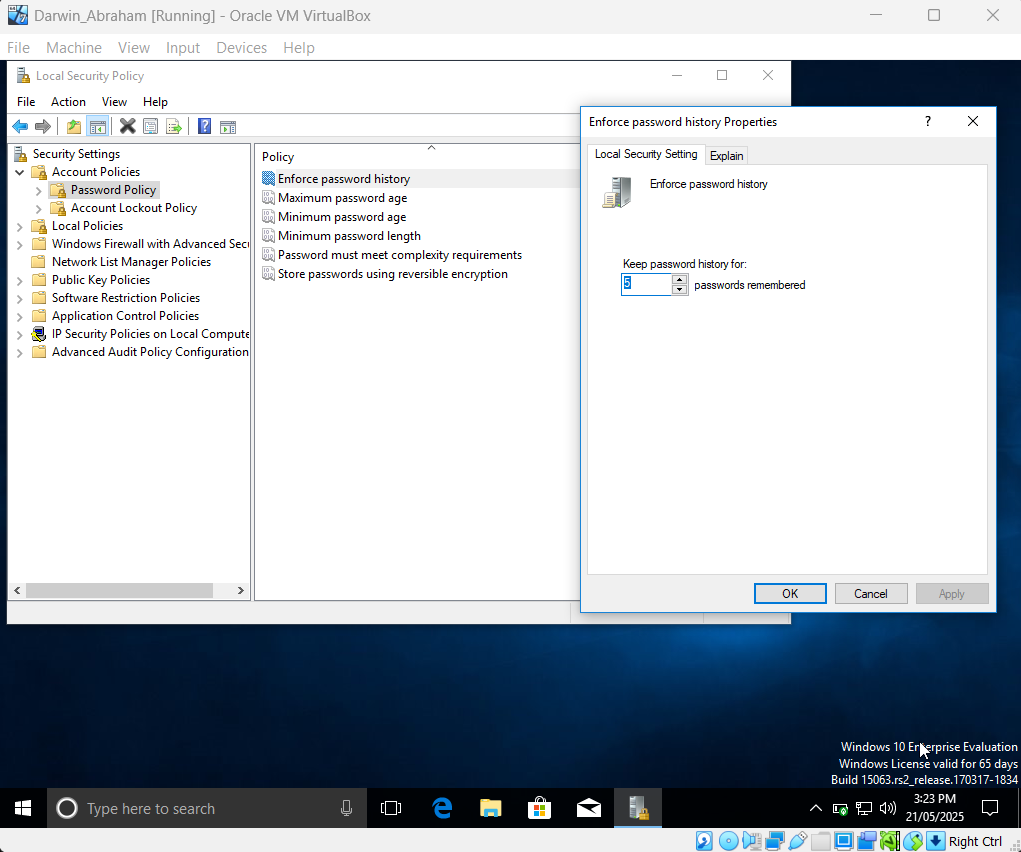 Darwin_Abraham [Running] - Oracle VM VirtualBox
File Machine View Input Devices Help
Local Security Policy
File Action View Help
Security Settings
Account Policies
Password Policy
Account Lockout Policy
Local Policies
Windows Firewall with Advanced Secu
Network List Manager Policies
Public Key Policies
Software Restriction Policies
Application Control Policies
IP Security Policies on Local Compute
Advanced Audit Policy Configuration
Policy
Enforce password history
Maximum password age
Minimum password age
Minimum password length
Password must meet complexity requirements
Store passwords using reversible encryption
Enforce password history Properties
?
Local Security Setting Explain
Enforce password history
Keep password history for:
5 passwords remembered
OK Cancel Apply
Windows 10 Enterprise Evaluation
Windows License valid for 65 days
Build 15063.rs2_release.170317-1834
Type here to search
3:23 PM
21/05/2025
Right Ctrl